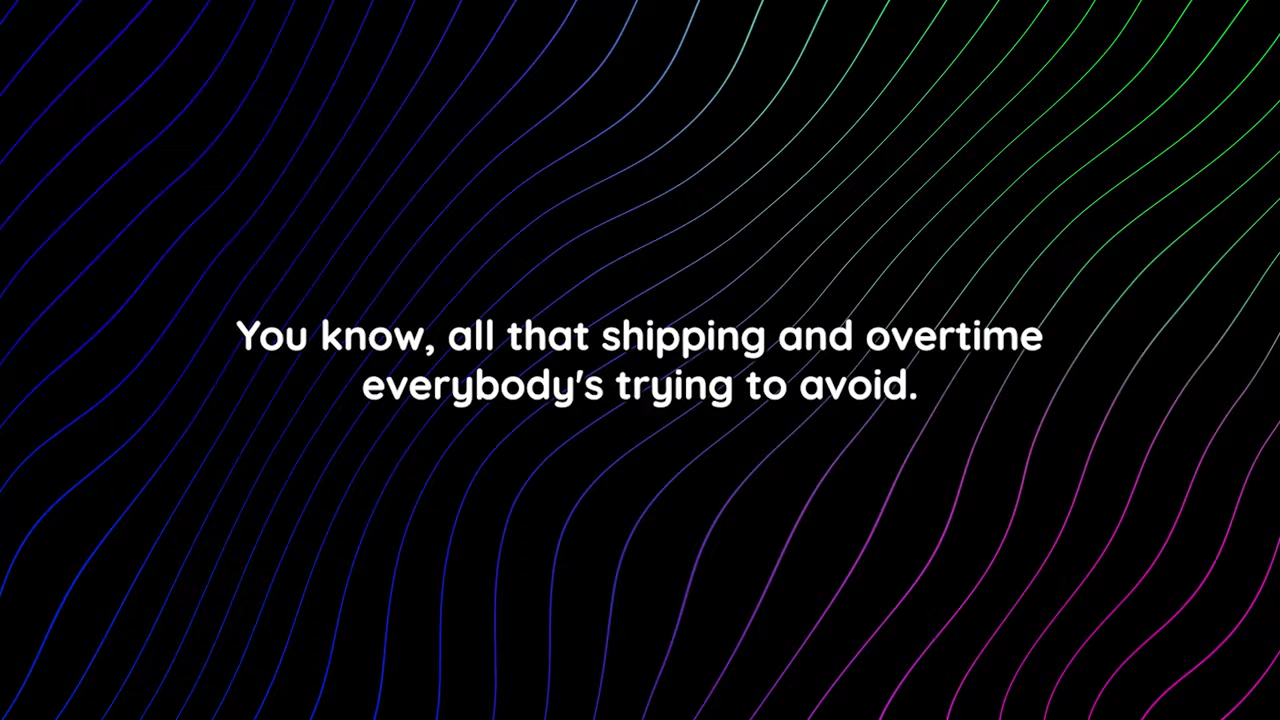 You know, all that shipping and overtime
everybody's trying to avoid.